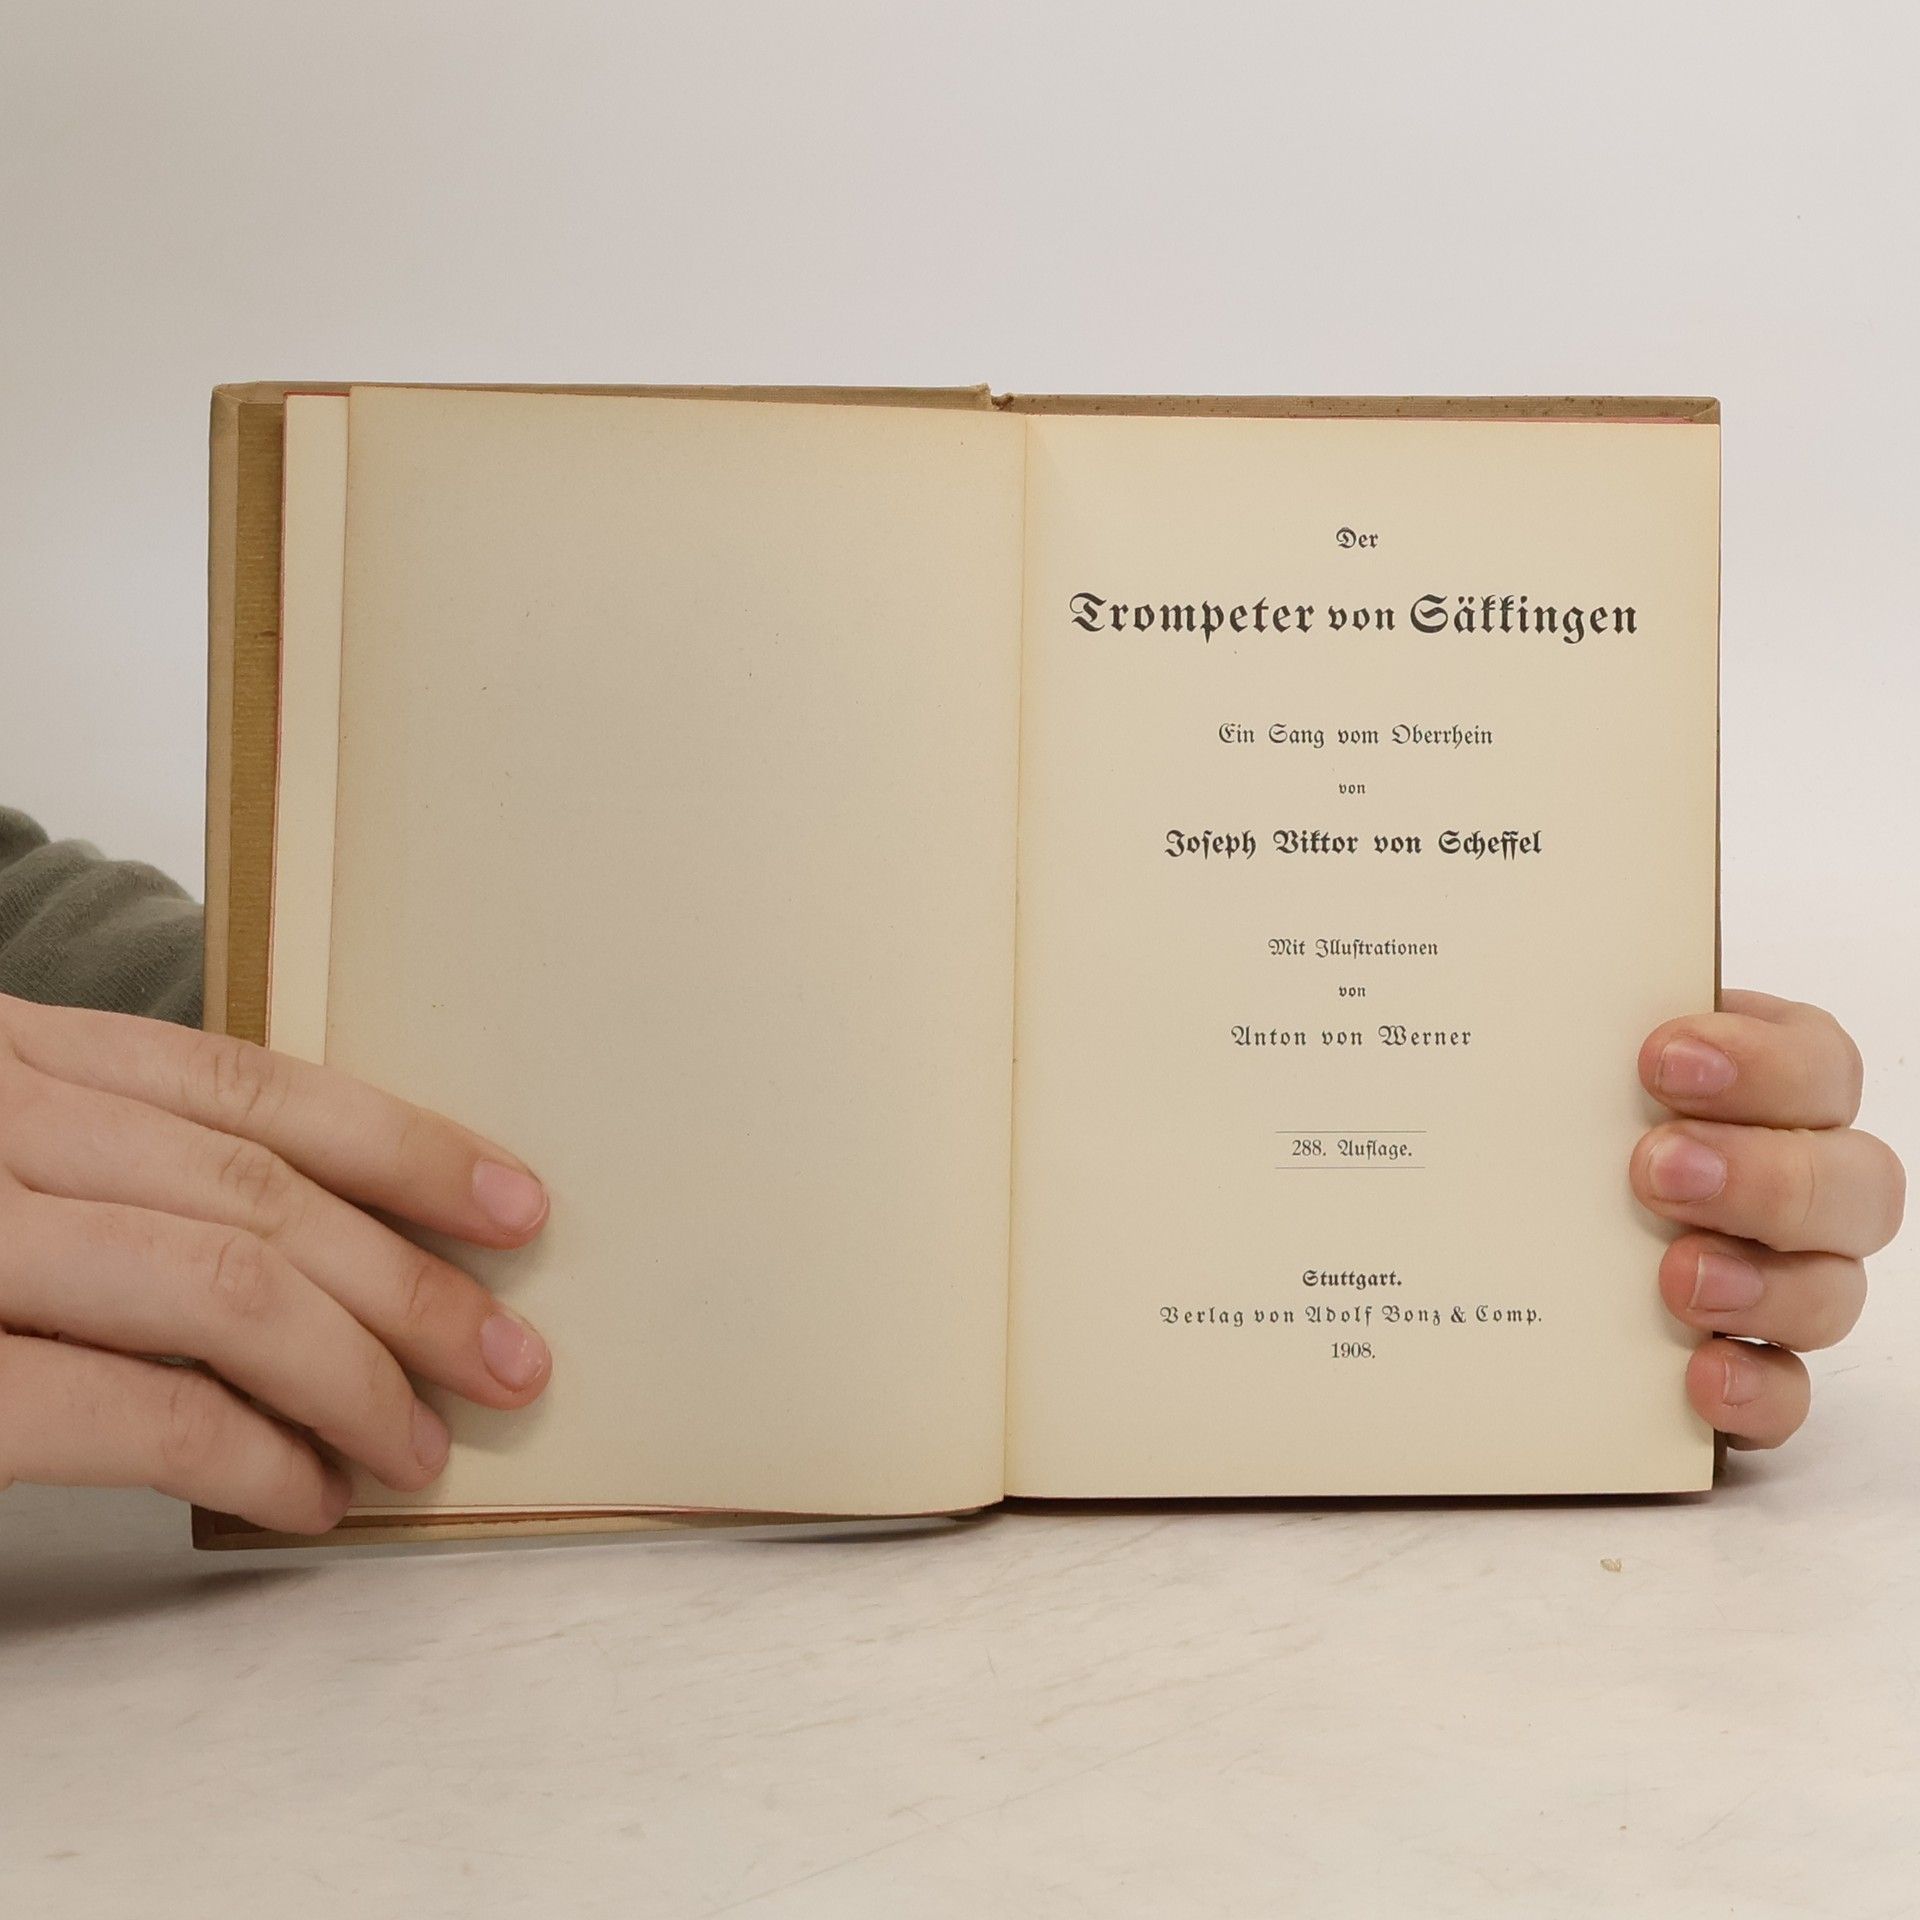 Der
Trompeter von Säkkingen
Ein Sang vom Oberrhein
von
Joſeph Viktor von Scheffel
Mit Illuſtrationen
von
Anton von Werner
288. Auflage.
Stuttgart.
Verlag von Adolf Bonz & Comp.
1908.